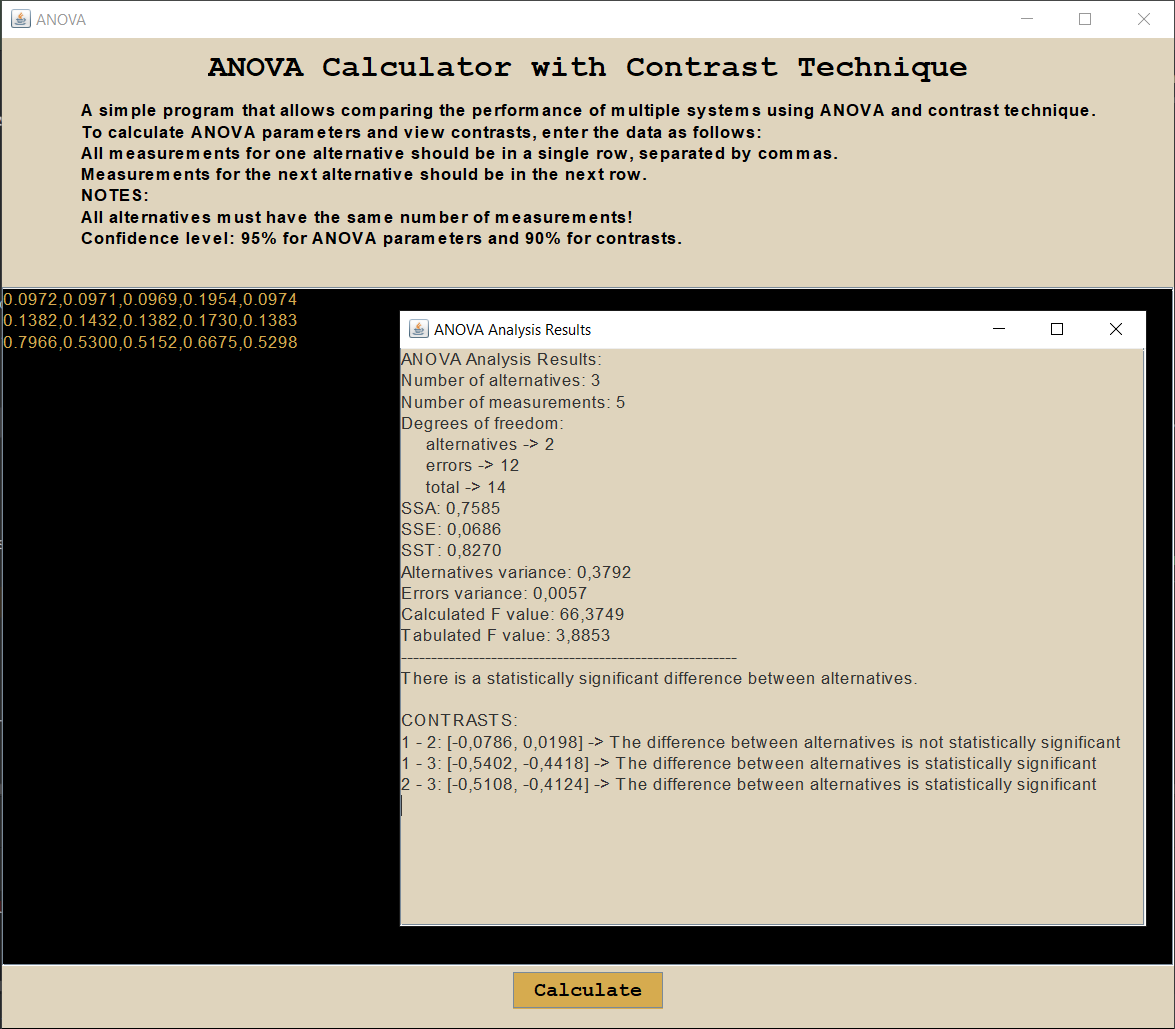 ANOVA
ANOVA Calculator with Contrast Technique
A simple program that allows comparing the performance of multiple systems using ANOVA and contrast technique.
To calculate ANOVA parameters and view contrasts, enter the data as follows:
All measurements for one alternative should be in a single row, separated by commas.
Measurements for the next alternative should be in the next row.
NOTES:
All alternatives must have the same number of measurements!
Confidence level: 95% for ANOVA parameters and 90% for contrasts.
0.0972,0.0971,0.0969,0.1954,0.0974
0.1382,0.1432,0.1382,0.1730,0.1383
0.7966,0.5300,0.5152,0.6675,0.5298
ANOVA Analysis Results
ANOVA Analysis Results:
Number of alternatives: 3
Number of measurements: 5
Degrees of freedom:
alternatives -> 2
errors -> 12
total -> 14
SSA: 0,7585
SSE: 0,0686
SST: 0,8270
Alternatives variance: 0,3792
Errors variance: 0,0057
Calculated F value: 66,3749
Tabulated F value: 3,8853
--------------------------------------------------------
There is a statistically significant difference between alternatives.
CONTRASTS:
1 - 2: [-0,0786, 0,0198] -> The difference between alternatives is not statistically significant
1 - 3: [-0,5402, -0,4418] -> The difference between alternatives is statistically significant
2 - 3: [-0,5108, -0,4124] -> The difference between alternatives is statistically significant
Calculate